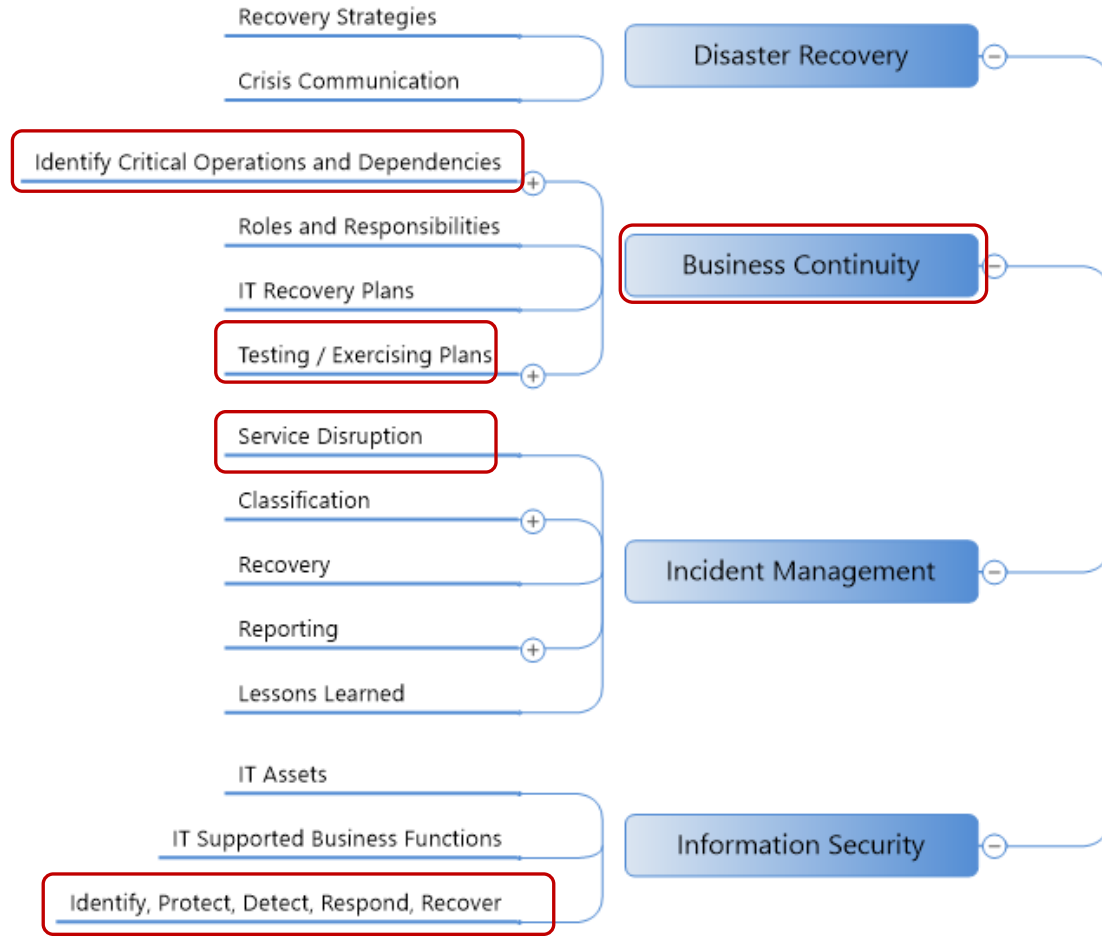 Recovery Strategies
Crisis Communication
Disaster Recovery
Identify Critical Operations and Dependencies
Roles and Responsibilities
IT Recovery Plans
Testing / Exercising Plans
Business Continuity
Service Disruption
Classification
Recovery
Reporting
Lessons Learned
Incident Management
IT Assets
IT Supported Business Functions
Identify, Protect, Detect, Respond, Recover
Information Security